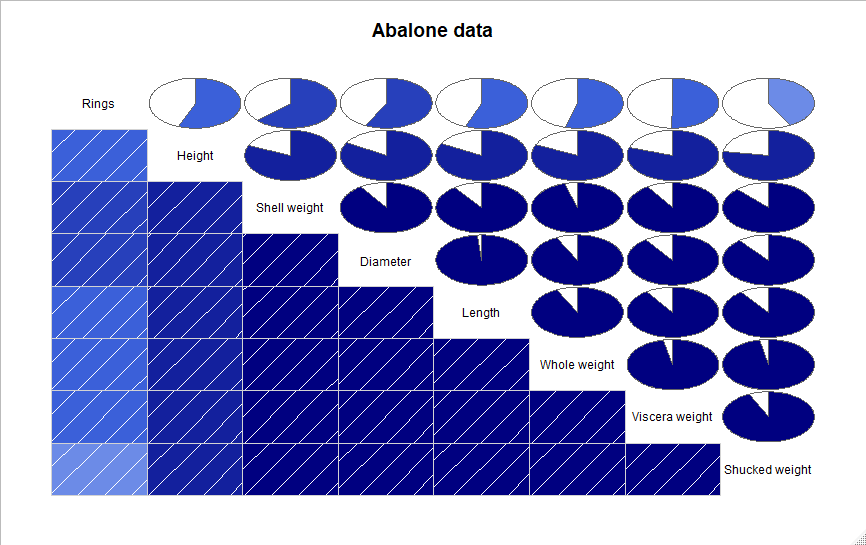 Abalone data
Rings
Height
Shell weight
Diameter
Length
Whole weight
Viscera weight
Shucked weight